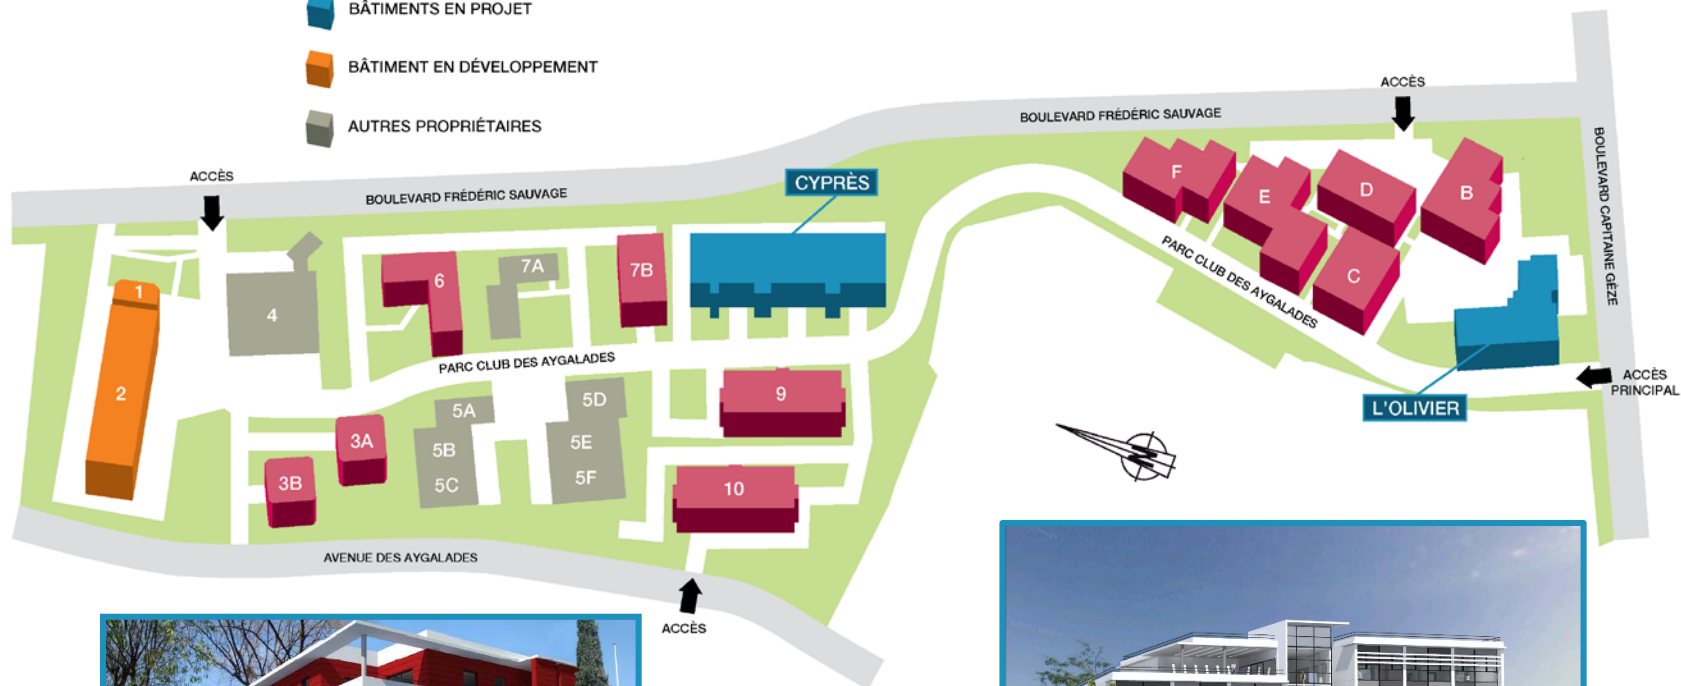 BÂTIMENTS EN PROJET
BÂTIMENT EN DÉVELOPPEMENT
AUTRES PROPRIÉTAIRES
ACCÈS
BOULEVARD FRÉDÉRIC SAUVAGE
BOULEVARD FRÉDÉRIC SAUVAGE
ACCÈS
BOULEVARD CAPITAINE GÈZE
CYPRÈS
F
E
D
B
C
PARC CLUB DES AYGALADES
1
2
4
6
7A
7B
PARC CLUB DES AYGALADES
L'OLIVIER
ACCÈS
PRINCIPAL
3A
3B
5A
5B
5C
5D
5E
5F
9
10
AVENUE DES AYGALADES
ACCÈS